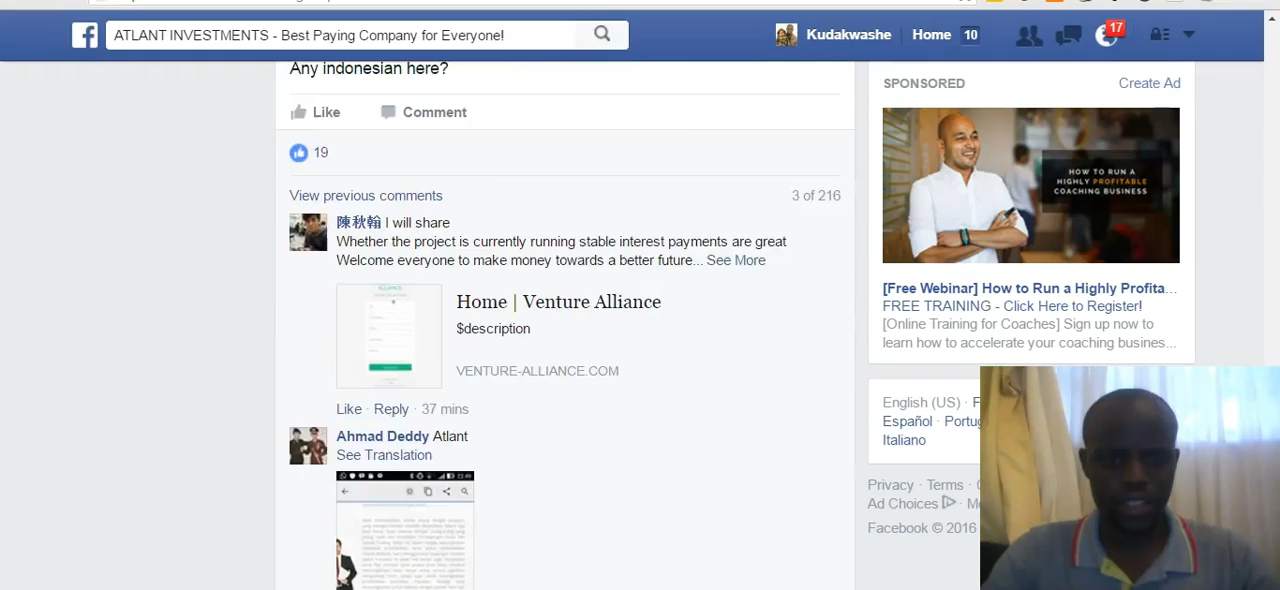 ATLANT INVESTMENTS - Best Paying Company for Everyone!
Kudakwashe
Home 10
17
Any indonesian here?
Like Comment
19
View previous comments
3 of 216
陳秋翰 I will share
Whether the project is currently running stable interest payments are great
Welcome everyone to make money towards a better future... See More
Home | Venture Alliance
$description
VENTURE-ALLIANCE.COM
Like · Reply · 37 mins
Ahmad Deddy Atlant
See Translation
SPONSORED
Create Ad
HOW TO RUN A
HIGHLY PROFITABLE
COACHING BUSINESS
[Free Webinar] How to Run a Highly Profita...
FREE TRAINING - Click Here to Register!
[Online Training for Coaches] Sign up now to
learn how to accelerate your coaching busines...
English (US) · F
Español · Portug
Italiano
Privacy · Terms ·
Ad Choices · M
Facebook © 2016